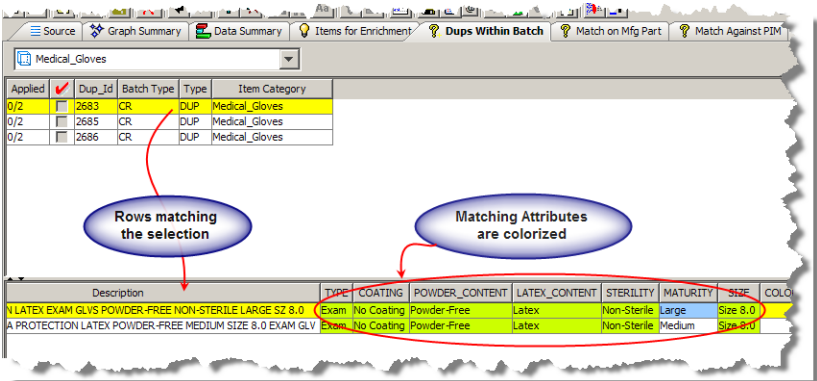 Source Graph Summary Data Summary Items for Enrichment Dups Within Batch Match on Mfg Part Match Against PIM
Medical_Gloves
Applied Dup_Id Batch Type Type Item Category
0/2 2683 CR DUP Medical_Gloves
0/2 2685 CR DUP Medical_Gloves
0/2 2686 CR DUP Medical_Gloves
Rows matching
the selection
Matching Attributes
are colorized
Description TYPE COATING POWDER_CONTENT LATEX_CONTENT STERILITY MATURITY SIZE COLO
N LATEX EXAM GLVS POWDER-FREE NON-STERILE LARGE SZ 8.0 Exam No Coating Powder-Free Latex Non-Sterile Large Size 8.0
A PROTECTION LATEX POWDER-FREE MEDIUM SIZE 8.0 EXAM GLV Exam No Coating Powder-Free Latex Non-Sterile Medium Size 8.0